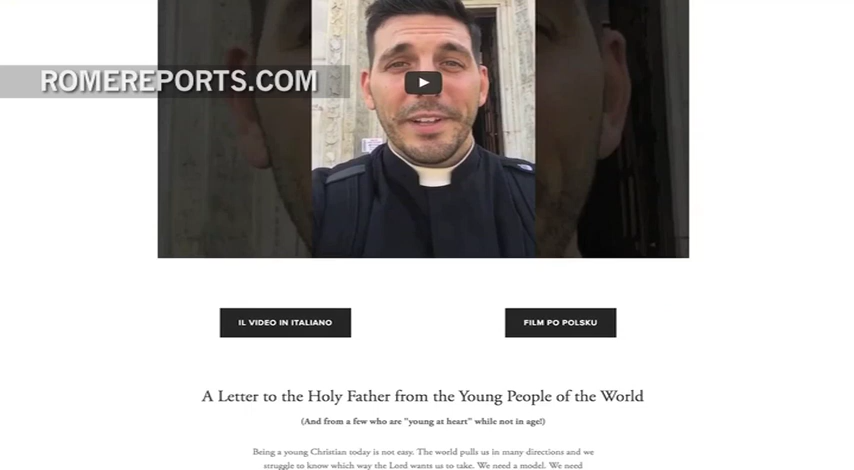 ROMEREPORTS.COM
IL VIDEO IN ITALIANO
FILM PO POLSKU
A Letter to the Holy Father from the Young People of the World
(And from a few who are "young at heart" while not in age!)
Being a young Christian today is not easy. The world pulls us in many directions and we
struggle to know which way the Lord wants us to take. We need a model. We need